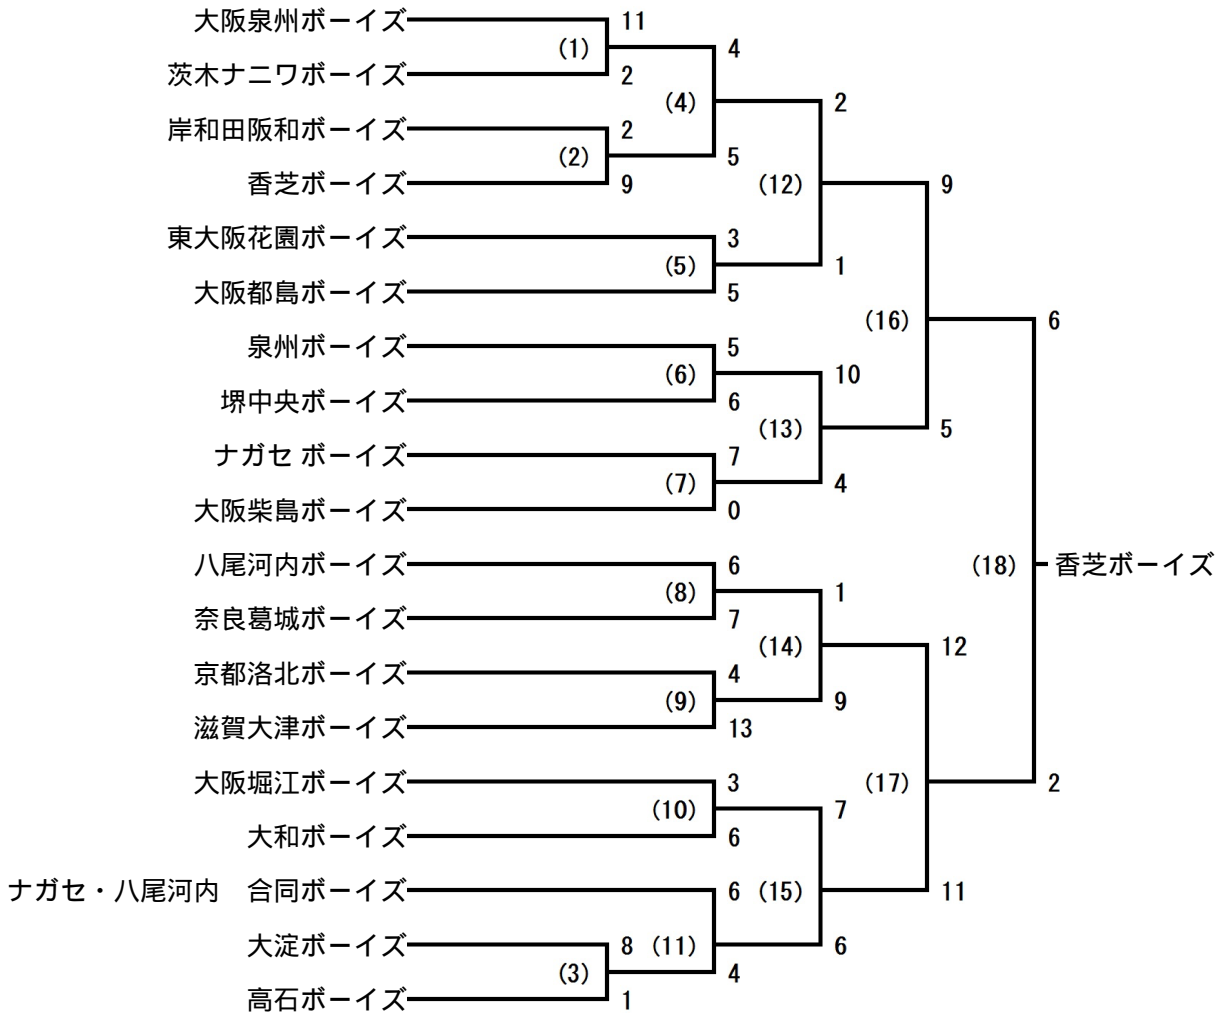 大阪泉州ボーイズ 11
(1) 4
茨木ナニワボーイズ 2
(4) 2
岸和田阪和ボーイズ 2
(2) 5
香芝ボーイズ 9 (12) 9
東大阪花園ボーイズ 3
(5) 1
大阪都島ボーイズ 5
(16) 6
泉州ボーイズ 5
(6) 10
堺中央ボーイズ 6
(13) 5
ナガセ ボーイズ 7
(7) 4
大阪柴島ボーイズ 0
八尾河内ボーイズ 6 (18) 香芝ボーイズ
(8) 1
奈良葛城ボーイズ 7
(14) 12
京都洛北ボーイズ 4
(9) 9
滋賀大津ボーイズ 13
大阪堀江ボーイズ 3 (17) 2
(10) 7
大和ボーイズ 6
ナガセ・八尾河内 合同ボーイズ 6 (15) 11
大淀ボーイズ 8 (11) 6
(3) 4
高石ボーイズ 1